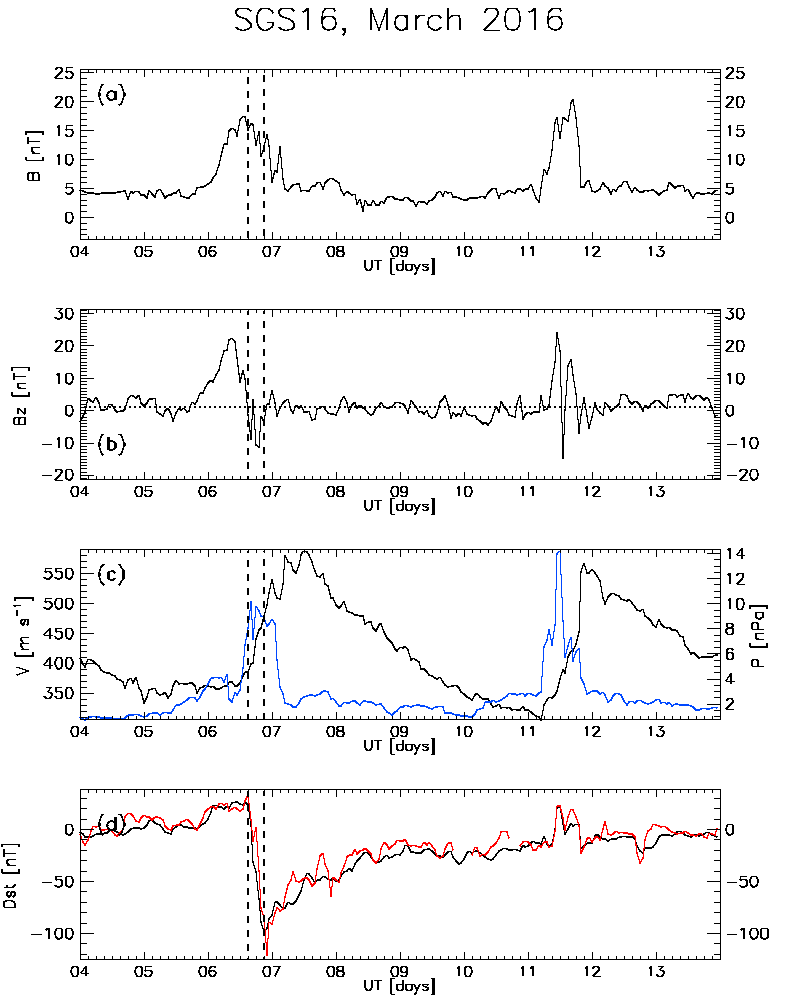 SGS16, March 2016
(a)
B [nT]
25 20 15 10 5 0
25 20 15 10 5 0
04 05 06 07 08 09 10 11 12 13
UT [days]
(b)
Bz [nT]
30 20 10 0 -10 -20
30 20 10 0 -10 -20
04 05 06 07 08 09 10 11 12 13
UT [days]
(c)
V [m s⁻¹]
550 500 450 400 350
14 12 10 8 6 4 2
P [nPa]
04 05 06 07 08 09 10 11 12 13
UT [days]
(d)
Dst [nT]
0 -50 -100
0 -50 -100
04 05 06 07 08 09 10 11 12 13
UT [days]